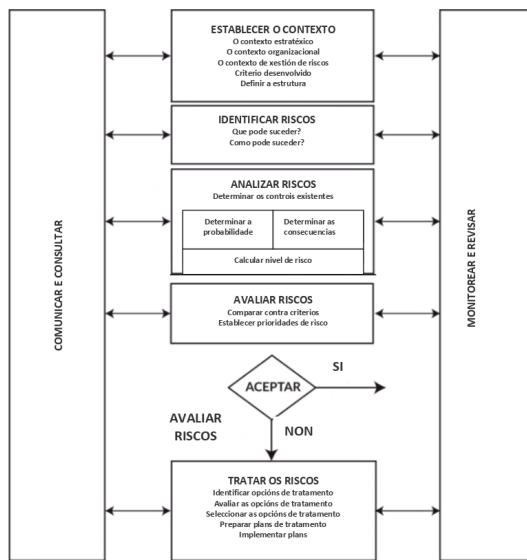 COMUNICAR E CONSULTAR
ESTABLECER O CONTEXTO
O contexto estratéxico
O contexto organizacional
O contexto de xestión de riscos
Criterio desenvolvido
Definir a estrutura
IDENTIFICAR RISCOS
Que pode suceder?
Como pode suceder?
ANALIZAR RISCOS
Determinar os controis existentes
Determinar a
probabilidade
Determinar as
consecuencias
Calcular nivel de risco
AVALIAR RISCOS
Comparar contra criterios
Establecer prioridades de risco
ACEPTAR
SI
AVALIAR
RISCOS
NON
TRATAR OS RISCOS
Identificar opcións de tratamento
Avaliar as opcións de tratamento
Seleccionar as opcións de tratamento
Preparar plans de tratamento
Implementar plans
MONITOREAR E REVISAR